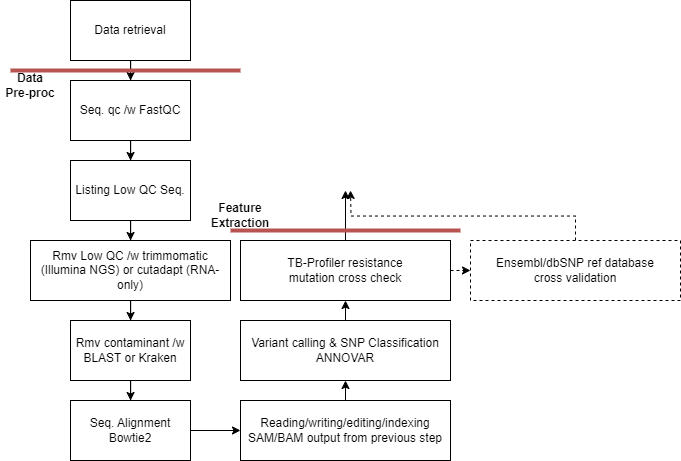 Data retrieval
Data
Pre-proc
Seq. qc /w FastQC
Listing Low QC Seq.
Rmv Low QC /w trimmomatic
(Illumina NGS) or cutadapt (RNA-
only)
Rmv contaminant /w
BLAST or Kraken
Seq. Alignment
Bowtie2
Reading/writing/editing/indexing
SAM/BAM output from previous step
Variant calling & SNP Classification
ANNOVAR
TB-Profiler resistance
mutation cross check
Ensembl/dbSNP ref database
cross validation
Feature
Extraction